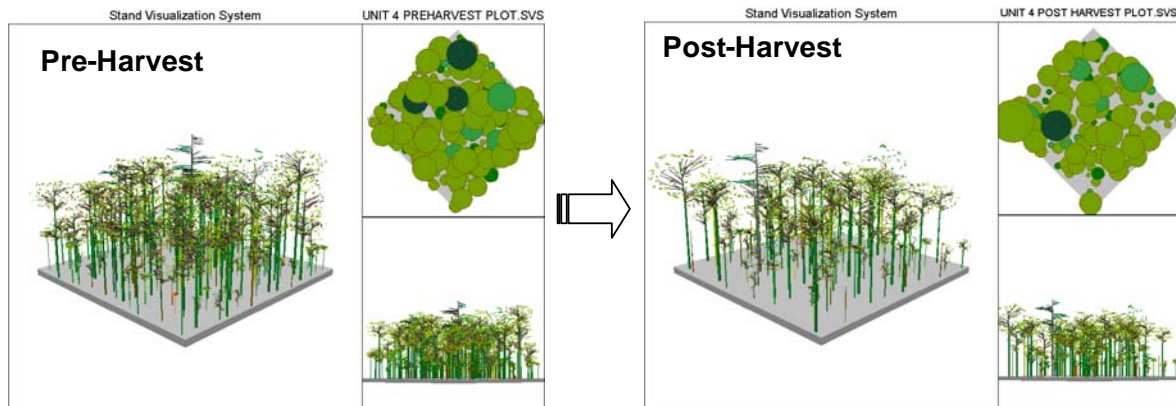 Stand Visualization System
UNIT 4 PREHARVEST PLOT.SVS
Pre-Harvest
Stand Visualization System
UNIT 4 POST HARVEST PLOT.SVS
Post-Harvest